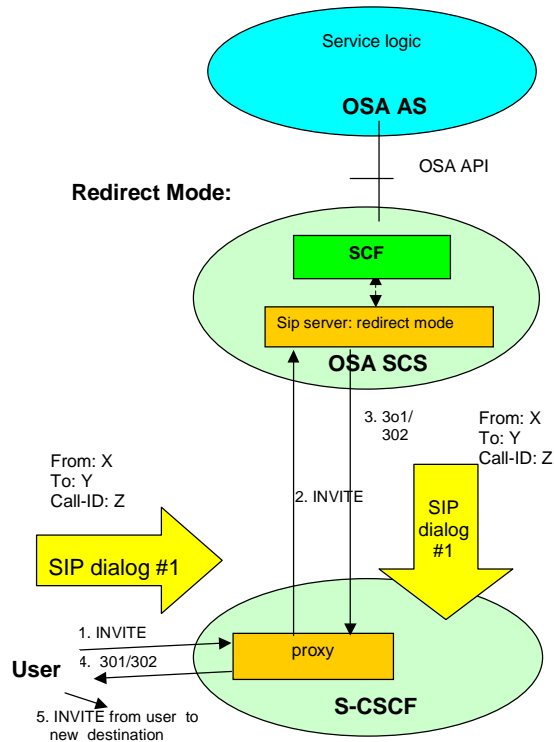 Service logic
OSA AS
OSA API
Redirect Mode:
SCF
Sip server: redirect mode
OSA SCS
3. 3o1/
302
From: X
To: Y
Call-ID: Z
From: X
To: Y
Call-ID: Z
2. INVITE
SIP
dialog
#1
SIP dialog #1
1. INVITE
proxy
User
4. 301/302
S-CSCF
5. INVITE from user to
new destination